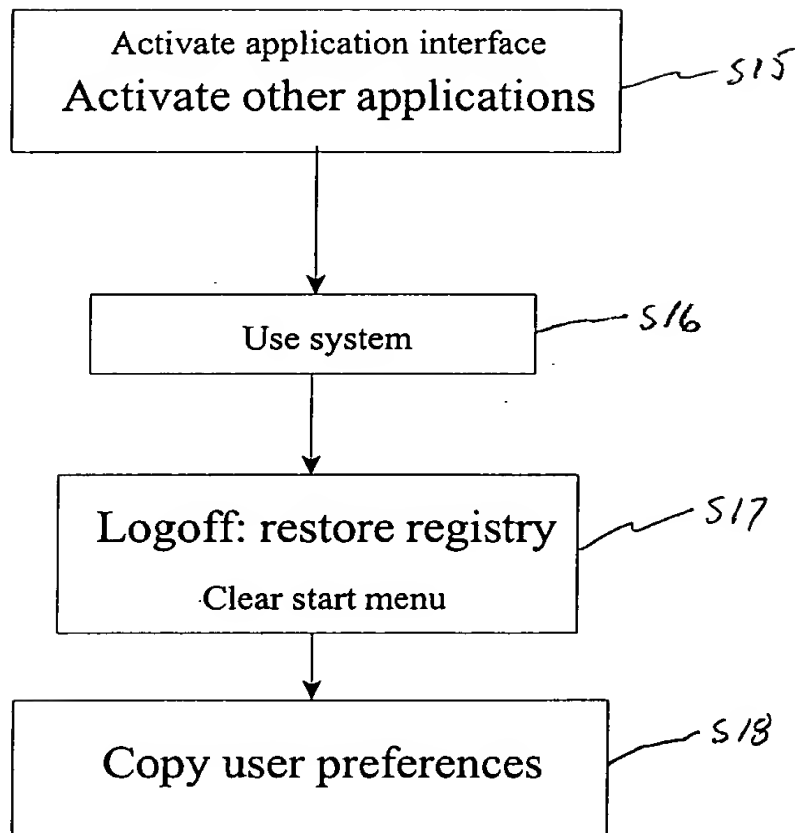 Activate application interface
Activate other applications
S15
Use system
S16
Logoff: restore registry
Clear start menu
S17
Copy user preferences
S18